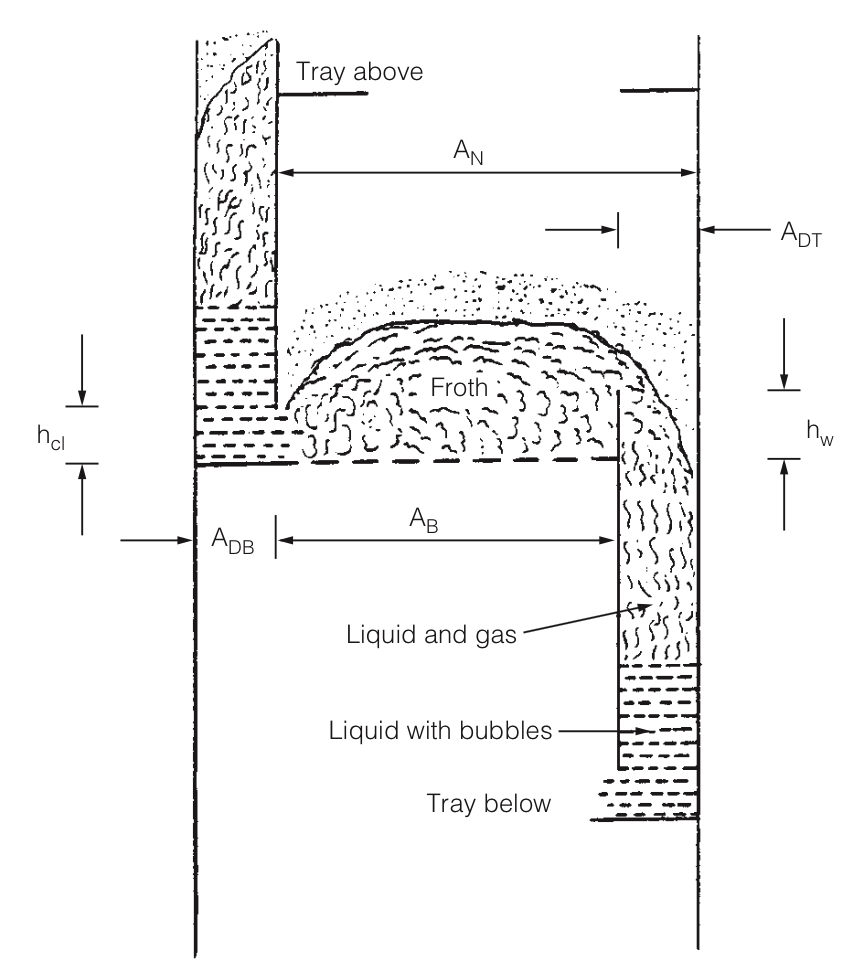 Tray above
A_N
A_DT
Froth
h_cl
h_w
A_DB
A_B
Liquid and gas
Liquid with bubbles
Tray below